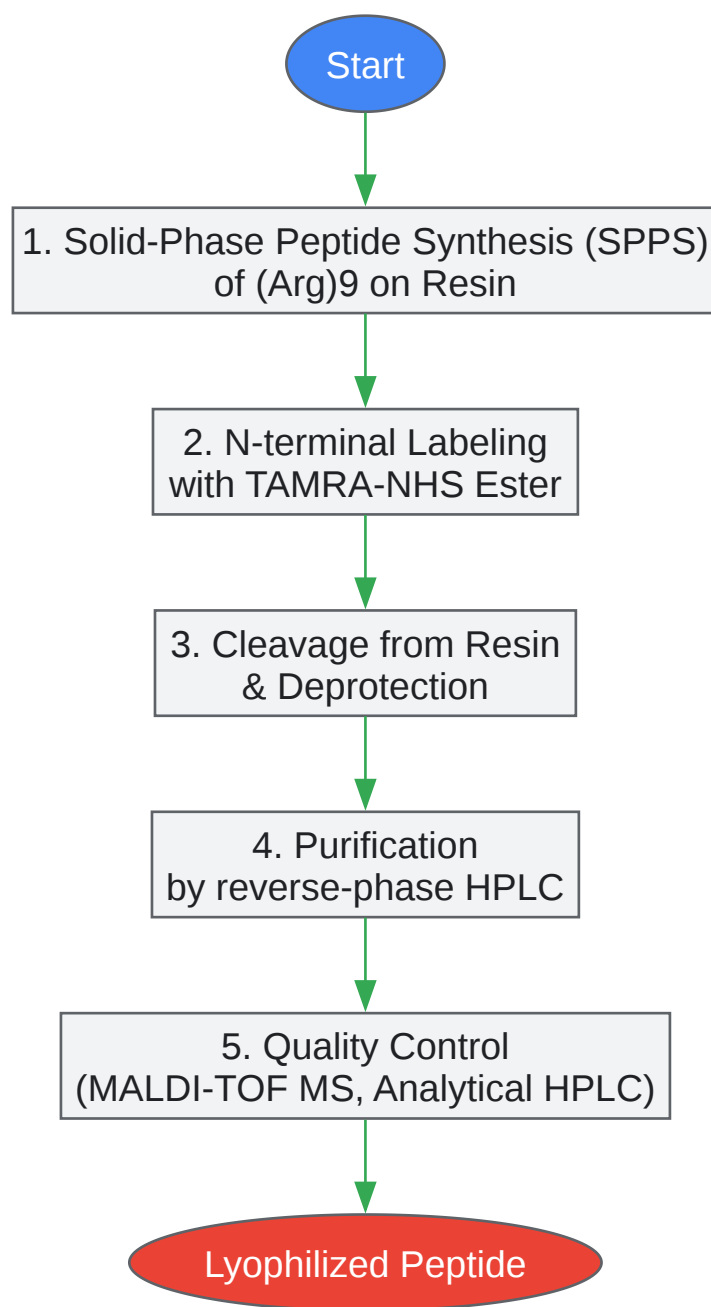 Start
1. Solid-Phase Peptide Synthesis (SPPS)
of (Arg)9 on Resin
2. N-terminal Labeling
with TAMRA-NHS Ester
3. Cleavage from Resin
& Deprotection
4. Purification
by reverse-phase HPLC
5. Quality Control
(MALDI-TOF MS, Analytical HPLC)
Lyophilized Peptide